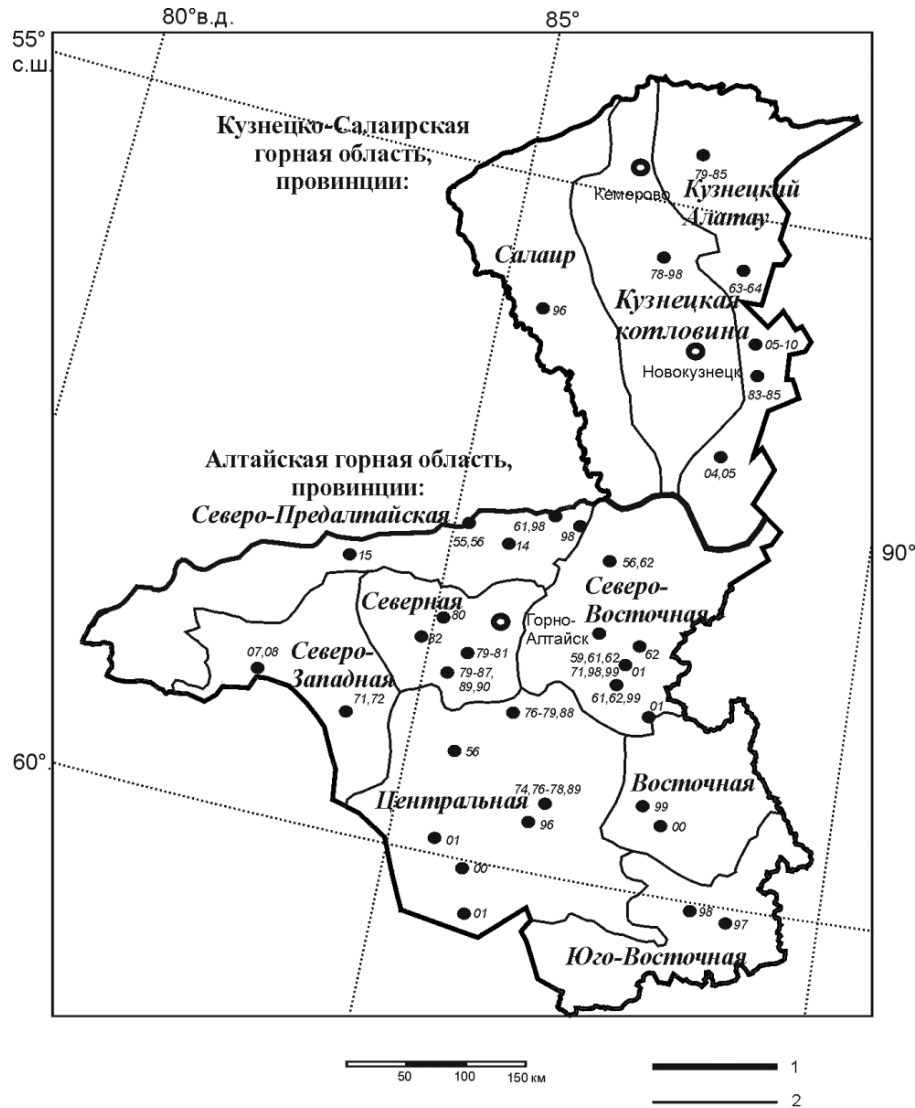 80°в.д.
85°
55°
с.ш.
Кузнецко-Салаирская
горная область,
провинции:
79-85
Кемерово
Кузнецкий
Алатау
Салаир
78-98
63-64
Кузнецкая
котловина
96
05-10
Новокузнецк
83-85
04,05
Алтайская горная область,
провинции:
Северо-Предалтайская
55,56
61,98
98
14
15
90°
56,62
Северо-
Восточная
Северная
80
Горно-
Алтайск
82
79-81
59,61,62
71,98,99
62
01
07,08
Северо-
Западная
79-87,
89,90
61,62,99
71,72
76-79,88
01
56
60°
Восточная
74,76-78,89
Центральная
99
96
00
01
00
01
98
97
Юго-Восточная
50
100
150 км
1
2